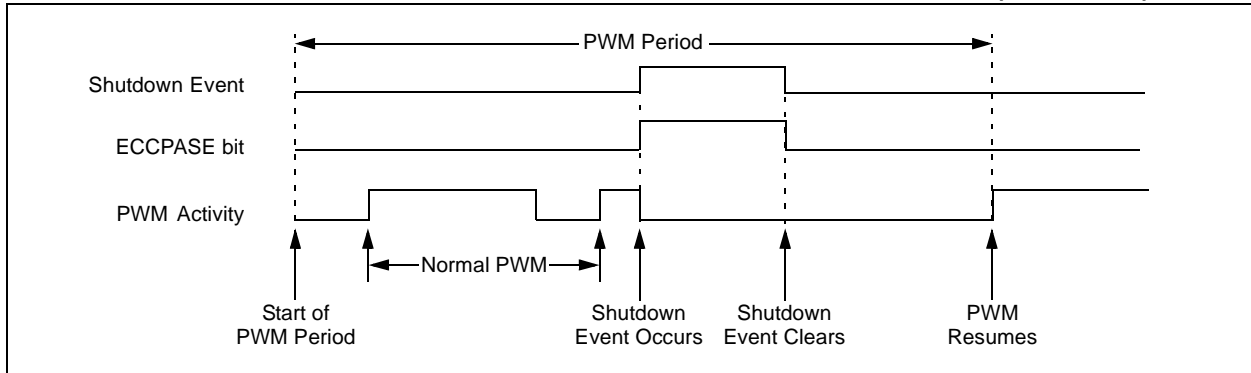 PWM Period
Shutdown Event
ECCPASE bit
PWM Activity
Normal PWM
Start of
PWM Period
Shutdown
Event Occurs
Shutdown
Event Clears
PWM
Resumes